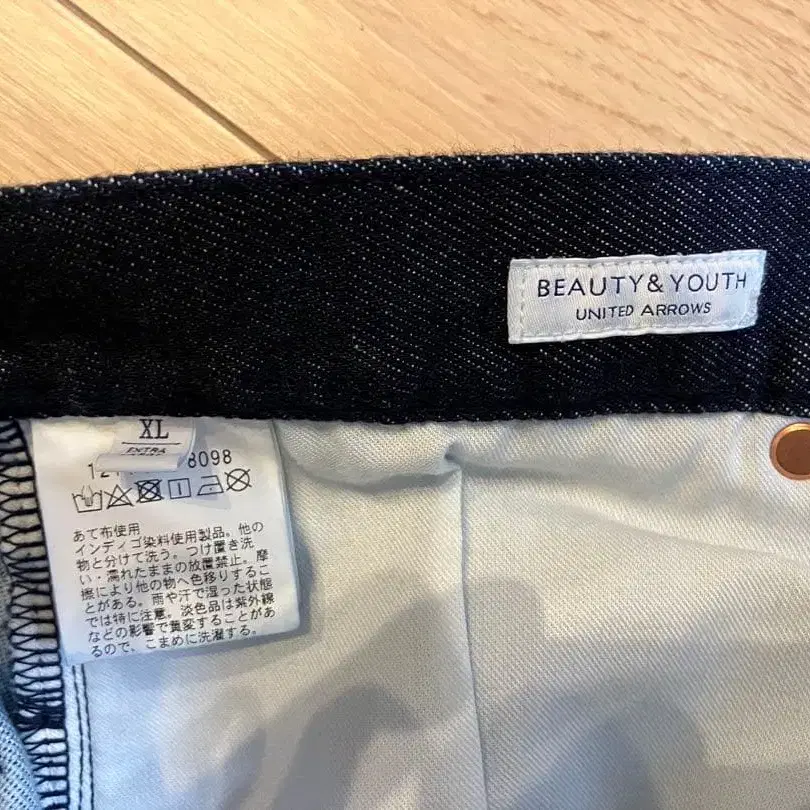 BEAUTY & YOUTH
UNITED ARROWS
XL
EXTRA
8098
あて布使用
インディゴ染料使用製品。他の
物と分けて洗う。つけ置き洗
い・濡れたままの放置禁止。摩
擦により他の物へ色移りするこ
とがある。雨や汗で湿った状態
では特に注意。淡色品は紫外線
などの影響で黄変することがあ
るので、こまめに洗濯する。